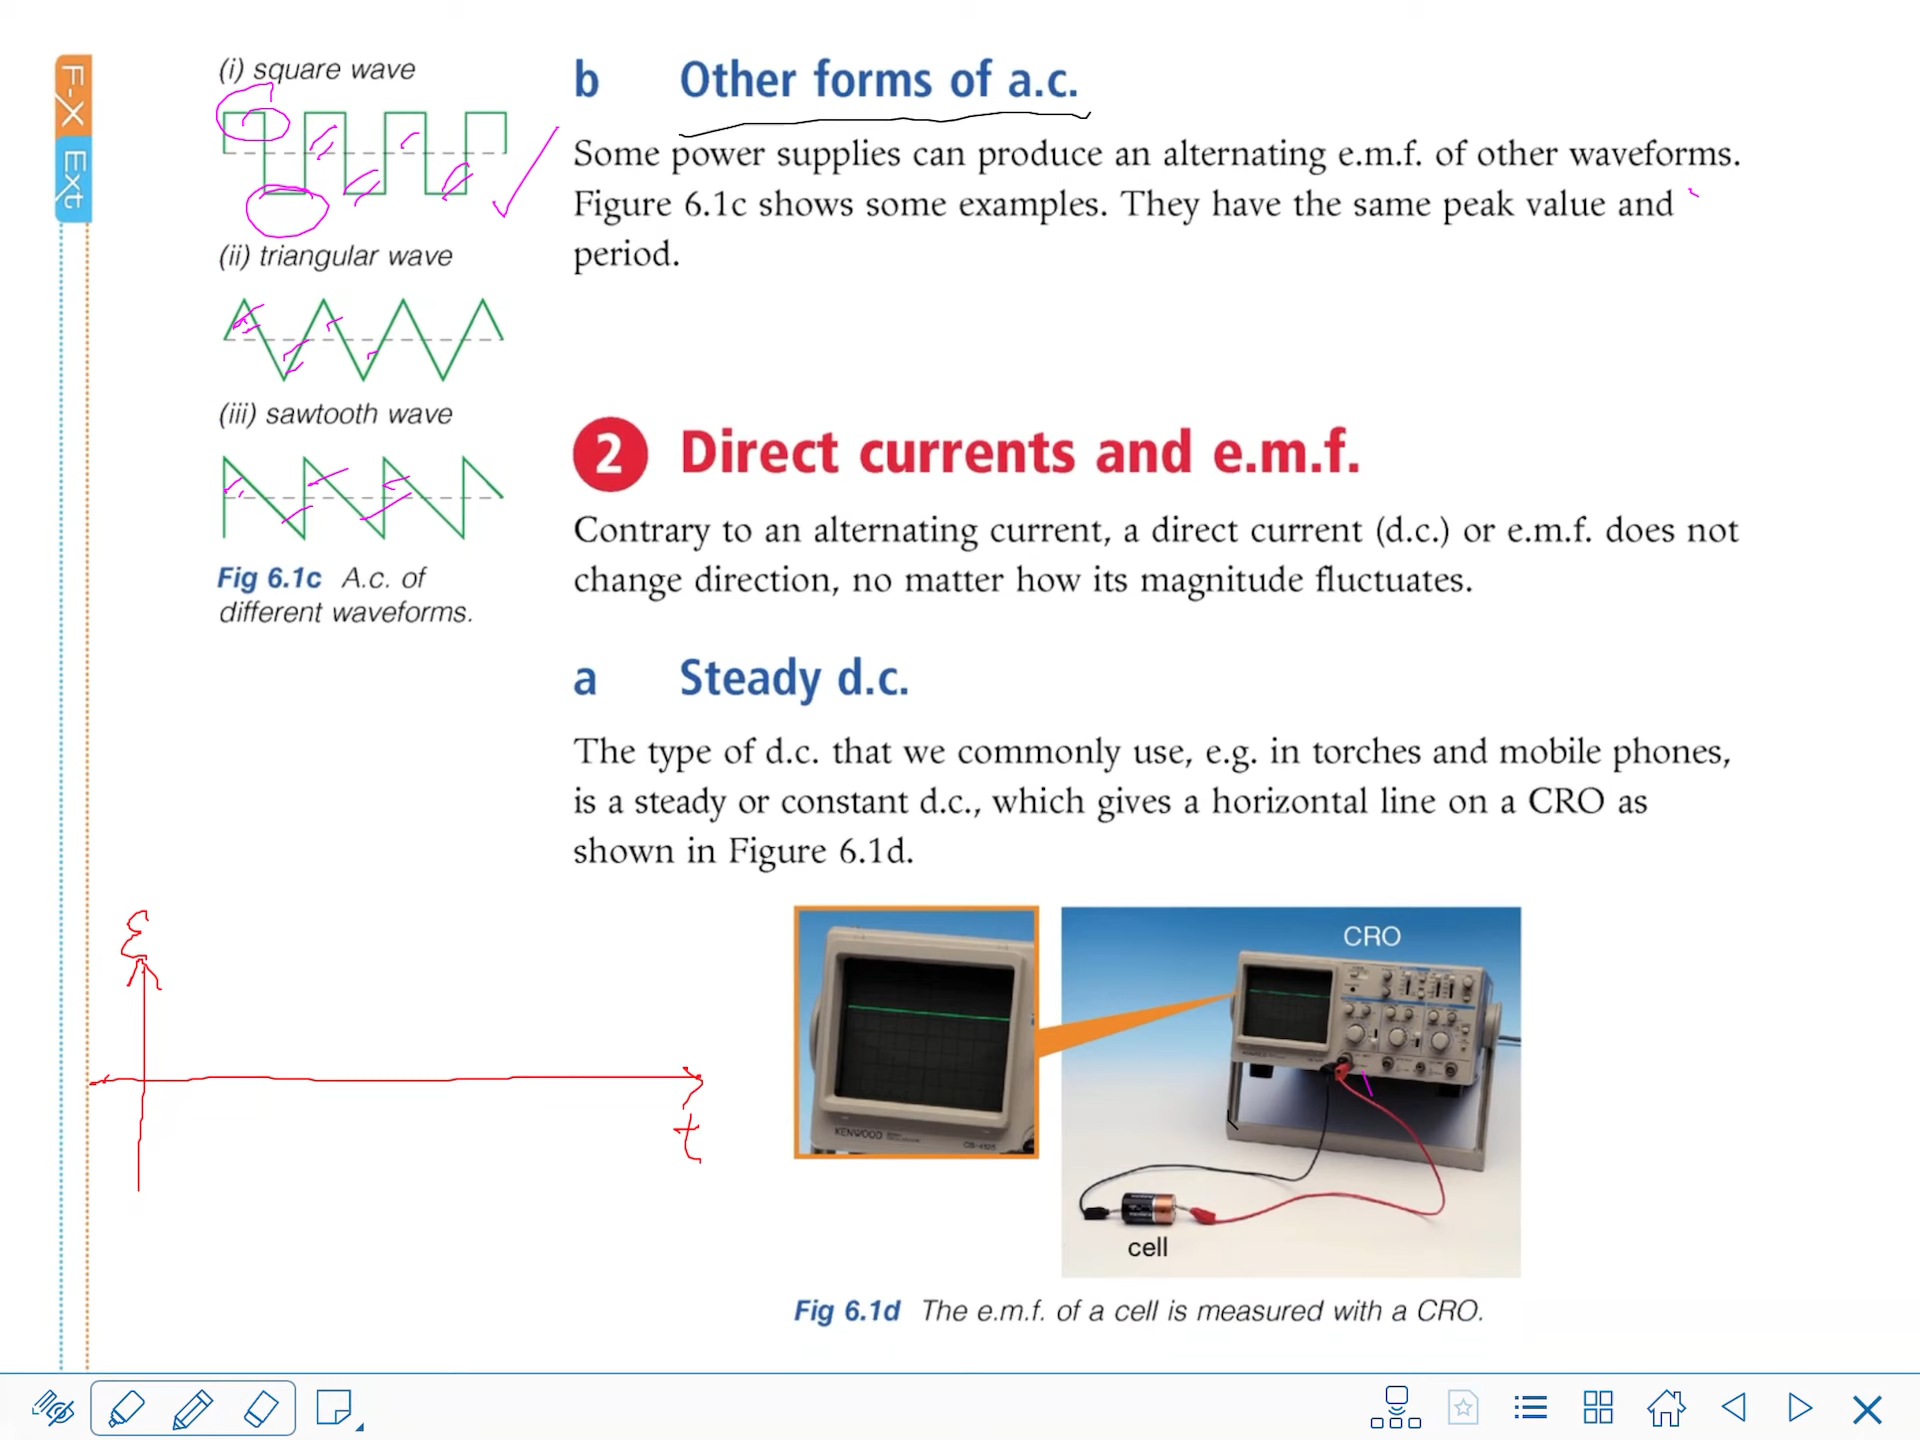 F-X
Ext
(i) square wave
(ii) triangular wave
(iii) sawtooth wave
Fig 6.1c A.c. of
different waveforms.
b Other forms of a.c.
Some power supplies can produce an alternating e.m.f. of other waveforms.
Figure 6.1c shows some examples. They have the same peak value and
period.
2 Direct currents and e.m.f.
Contrary to an alternating current, a direct current (d.c.) or e.m.f. does not
change direction, no matter how its magnitude fluctuates.
a Steady d.c.
The type of d.c. that we commonly use, e.g. in torches and mobile phones,
is a steady or constant d.c., which gives a horizontal line on a CRO as
shown in Figure 6.1d.
ε
t
KENWOOD
CRO
cell
Fig 6.1d The e.m.f. of a cell is measured with a CRO.